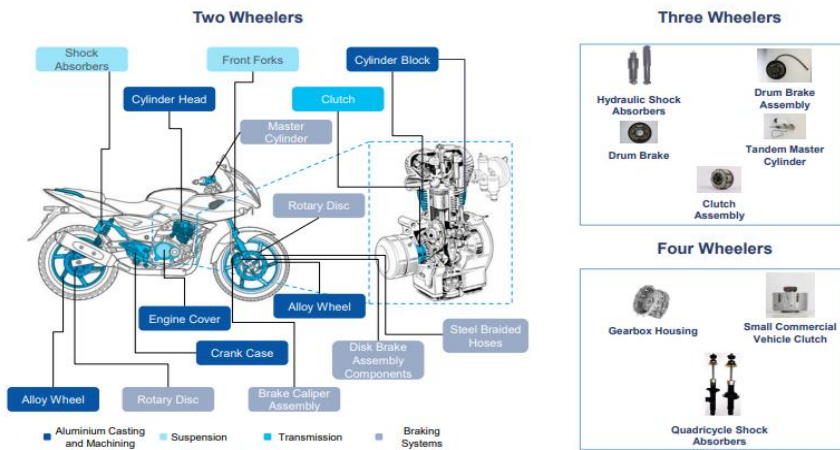 Two Wheelers
Shock
Absorbers
Front Forks
Cylinder Block
Cylinder Head
Clutch
Master
Cylinder
Rotary Disc
Alloy Wheel
Engine Cover
Steel Braided
Hoses
Crank Case
Disk Brake
Assembly
Components
Alloy Wheel
Rotary Disc
Brake Caliper
Assembly
Aluminium Casting
and Machining
Suspension
Transmission
Braking
Systems
Three Wheelers
Hydraulic Shock
Absorbers
Drum Brake
Assembly
Drum Brake
Tandem Master
Cylinder
Clutch
Assembly
Four Wheelers
Gearbox Housing
Small Commercial
Vehicle Clutch
Quadricycle Shock
Absorbers